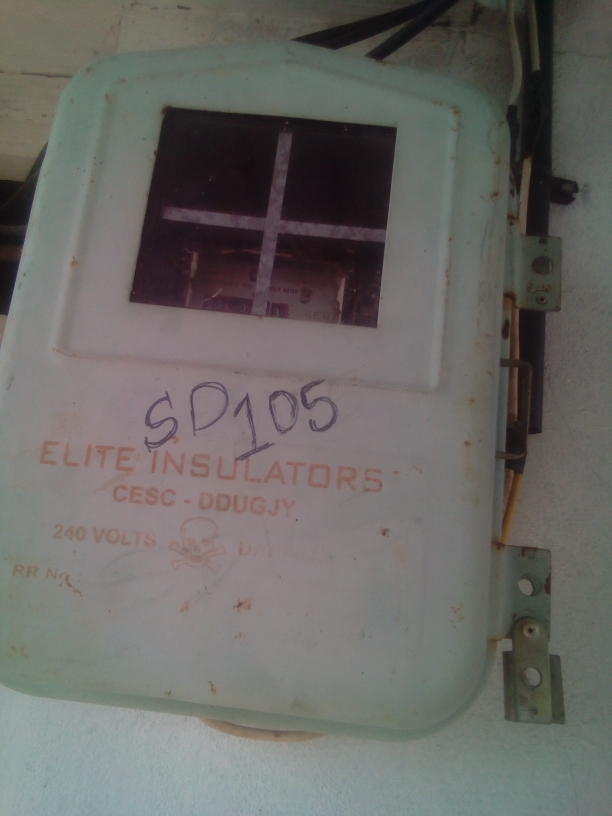 SD105
ELITE INSULATORS
CESC - DDUGJY
240 VOLTS
RR No